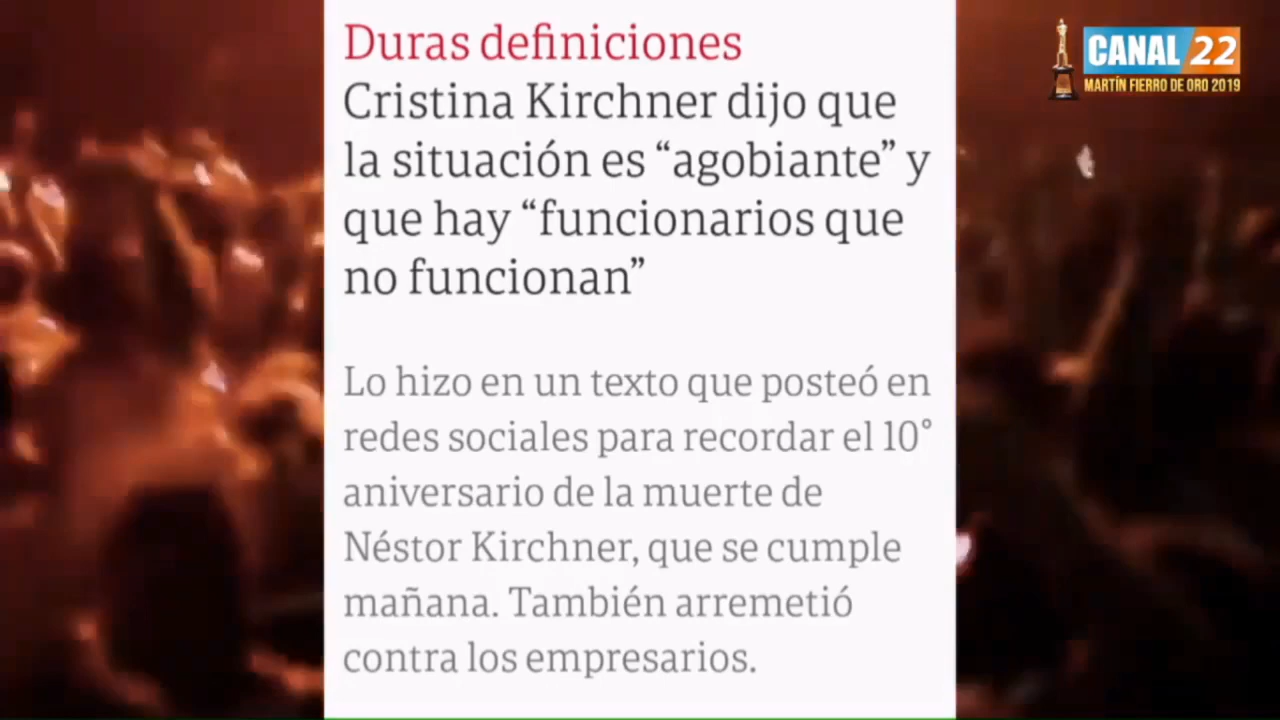 Duras definiciones
Cristina Kirchner dijo que
la situación es “agobiante” y
que hay “funcionarios que
no funcionan”
Lo hizo en un texto que posteó en
redes sociales para recordar el 10°
aniversario de la muerte de
Néstor Kirchner, que se cumple
mañana. También arremetió
contra los empresarios.
CANAL 22
MARTÍN FIERRO DE ORO 2019